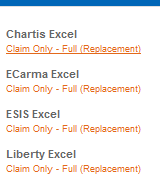 Chartis Excel
Claim Only - Full (Replacement)
ECarma Excel
Claim Only - Full (Replacement)
ESIS Excel
Claim Only - Full (Replacement)
Liberty Excel
Claim Only - Full (Replacement)